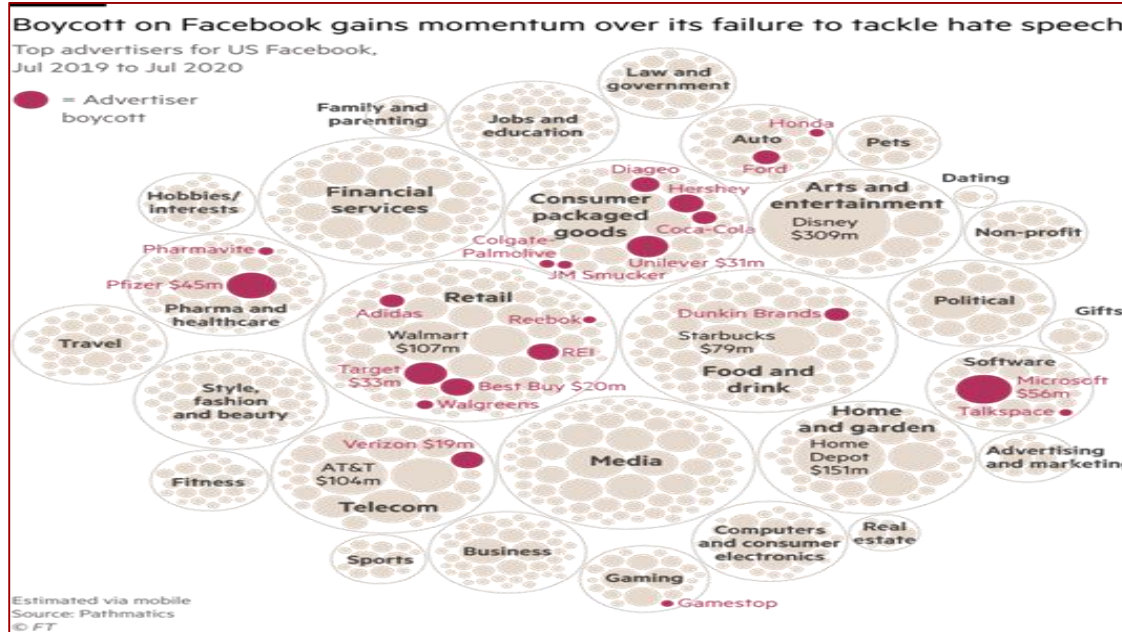 Boycott on Facebook gains momentum over its failure to tackle hate speech
Top advertisers for US Facebook,
Jul 2019 to Jul 2020
= Advertiser
boycott
Law and
government
Family and
parenting
Jobs and
education
Honda
Auto
Ford
Pets
Hobbies/
interests
Financial
services
Diageo
Hershey
Consumer
packaged
goods
Coca-Cola
Colgate-
Palmolive
Unilever $31m
JM Smucker
Arts and
entertainment
Disney
$309m
Dating
Non-profit
Pharmavite
Pfizer $45m
Pharma and
healthcare
Retail
Adidas
Reebok
Walmart
$107m
REI
Target
$33m
Best Buy $20m
Walgreens
Dunkin Brands
Starbucks
$79m
Food and
drink
Political
Gifts
Travel
Style,
fashion
and beauty
Software
Microsoft
$56m
Talkspace
Verizon $19m
AT&T
$104m
Telecom
Media
Home
and garden
Home
Depot
$151m
Advertising
and marketing
Fitness
Sports
Business
Computers
and consumer
electronics
Real
estate
Gaming
Gamestop
Estimated via mobile
Source: Pathmatics
© FT